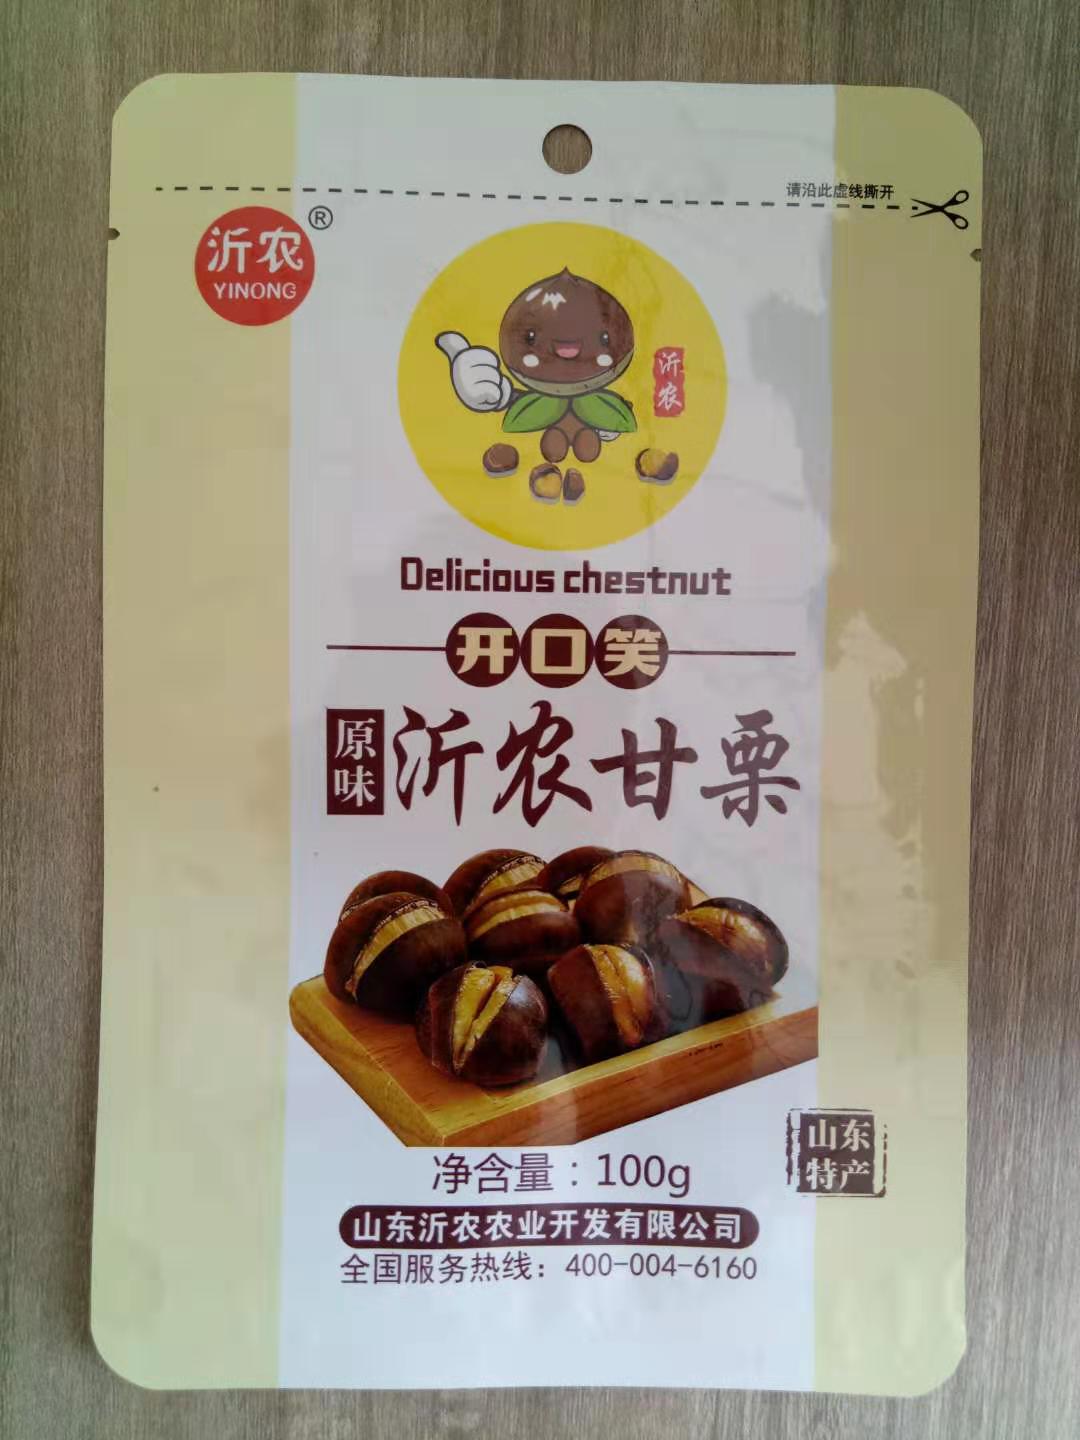 请沿此虚线撕开
沂农
®
YINONG
沂农
Delicious chestnut
开口笑
原味
沂农甘栗
山东
特产
净含量：100g
山东沂农农业开发有限公司
全国服务热线：400-004-6160